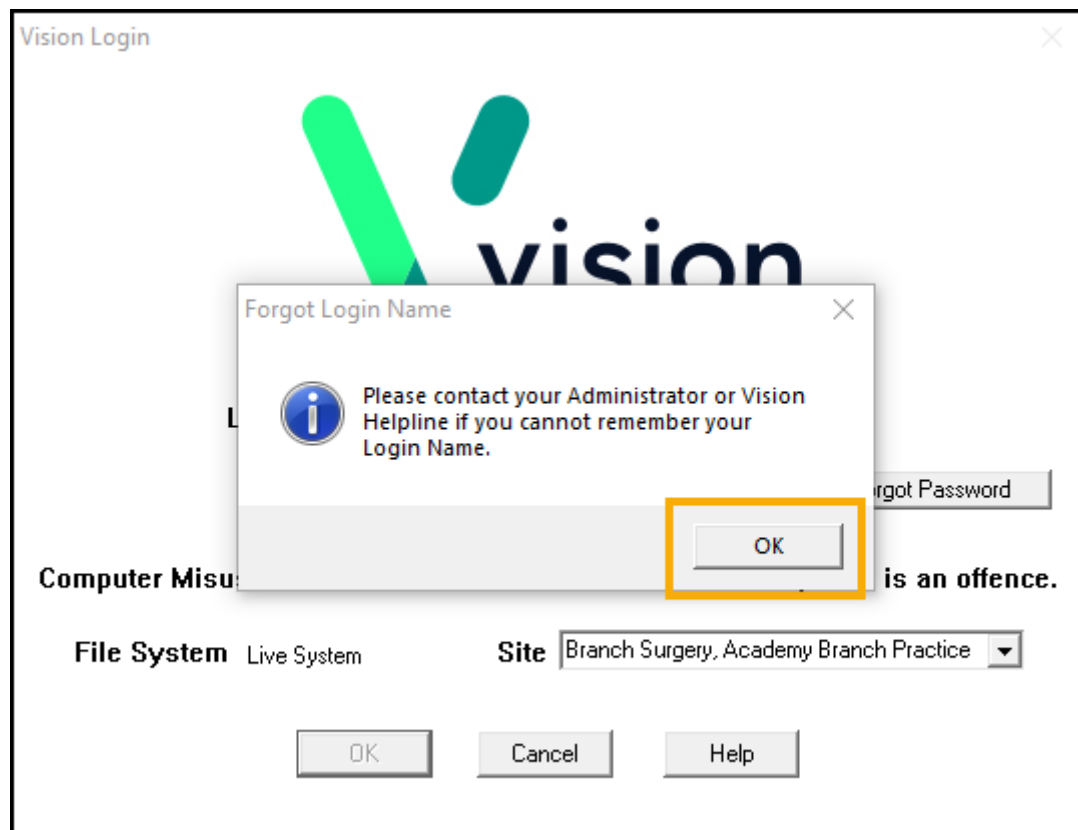 Vision Login
vision
Forgot Login Name
Please contact your Administrator or Vision
Helpline if you cannot remember your
Login Name.
OK
Password
Computer
is an offence.
File System Live System Site Branch Surgery, Academy Branch Practice
OK Cancel Help